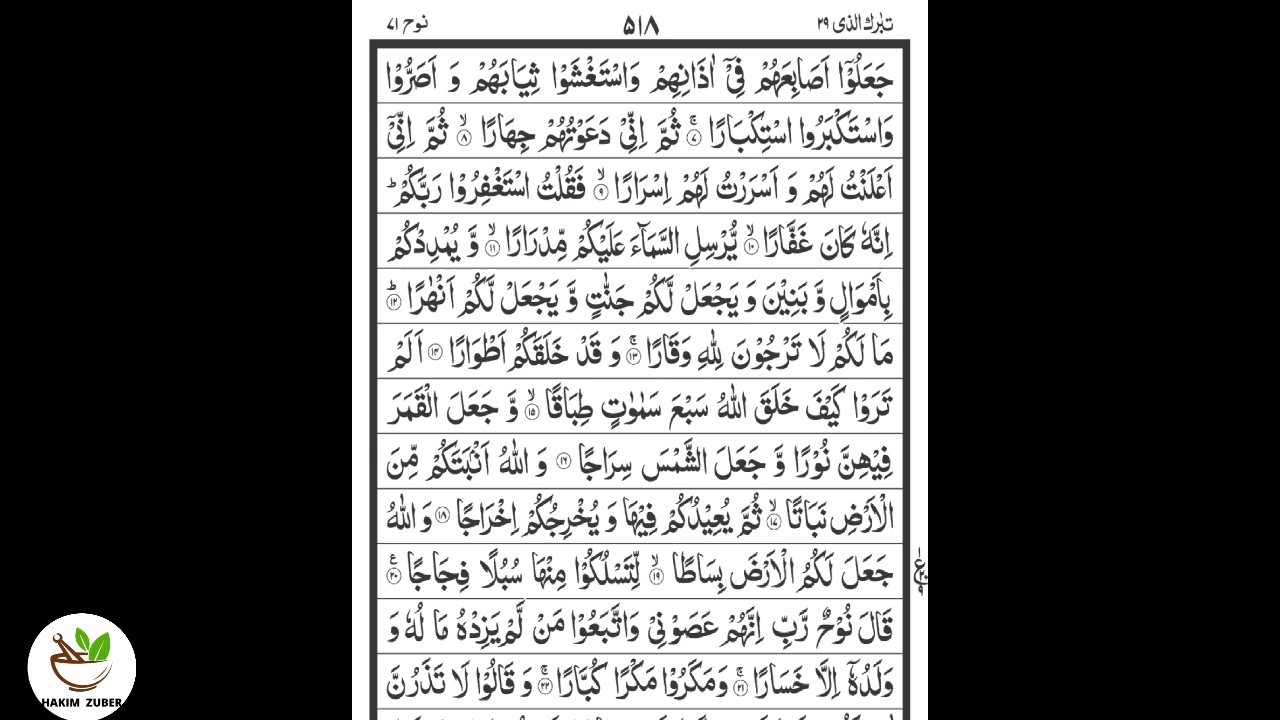 تبٰرك الذی ۲۹ ۵۱۸ نوح ۷۱
جَعَلُوْۤا اَصَابِعَهُمْ فِیْۤ اٰذَانِهِمْ وَاسْتَغْشَوْا ثِیَابَهُمْ وَ اَصَرُّوْا
وَاسْتَكْبَرُوا اسْتِكْبَارًا ۷ ثُمَّ اِنِّیْ دَعَوْتُهُمْ جِهَارًا ۸ ثُمَّ اِنِّیْۤ
اَعْلَنْتُ لَهُمْ وَ اَسْرَرْتُ لَهُمْ اِسْرَارًا ۹ فَقُلْتُ اسْتَغْفِرُوْا رَبَّكُمْ ؕ
اِنَّهٗ كَانَ غَفَّارًا ۱۰ یُّرْسِلِ السَّمَآءَ عَلَیْكُمْ مِّدْرَارًا ۱۱ وَّ یُمْدِدْكُمْ
بِاَمْوَالٍ وَّ بَنِیْنَ وَ یَجْعَلْ لَّكُمْ جَنّٰتٍ وَّ یَجْعَلْ لَّكُمْ اَنْهٰرًا ۱۲
مَا لَكُمْ لَا تَرْجُوْنَ لِلّٰهِ وَقَارًا ۱۳ وَ قَدْ خَلَقَكُمْ اَطْوَارًا ۱۴ اَلَمْ
تَرَوْا كَیْفَ خَلَقَ اللّٰهُ سَبْعَ سَمٰوٰتٍ طِبَاقًا ۱۵ وَّ جَعَلَ الْقَمَرَ
فِیْهِنَّ نُوْرًا وَّ جَعَلَ الشَّمْسَ سِرَاجًا ۱۶ وَ اللّٰهُ اَنْۢبَتَكُمْ مِّنَ
الْاَرْضِ نَبَاتًا ۱۷ ثُمَّ یُعِیْدُكُمْ فِیْهَا وَ یُخْرِجُكُمْ اِخْرَاجًا ۱۸ وَ اللّٰهُ
جَعَلَ لَكُمُ الْاَرْضَ بِسَاطًا ۱۹ لِّتَسْلُكُوْا مِنْهَا سُبُلًا فِجَاجًا ۲۰
قَالَ نُوْحٌ رَّبِّ اِنَّهُمْ عَصَوْنِیْ وَاتَّبَعُوْا مَنْ لَّمْ یَزِدْهُ مَا لُهٗ وَ
وَلَدُهٗۤ اِلَّا خَسَارًا ۲۱ وَمَكَرُوْا مَكْرًا كُبَّارًا ۲۲ وَ قَالُوْا لَا تَذَرُنَّ
HAKIM ZUBER